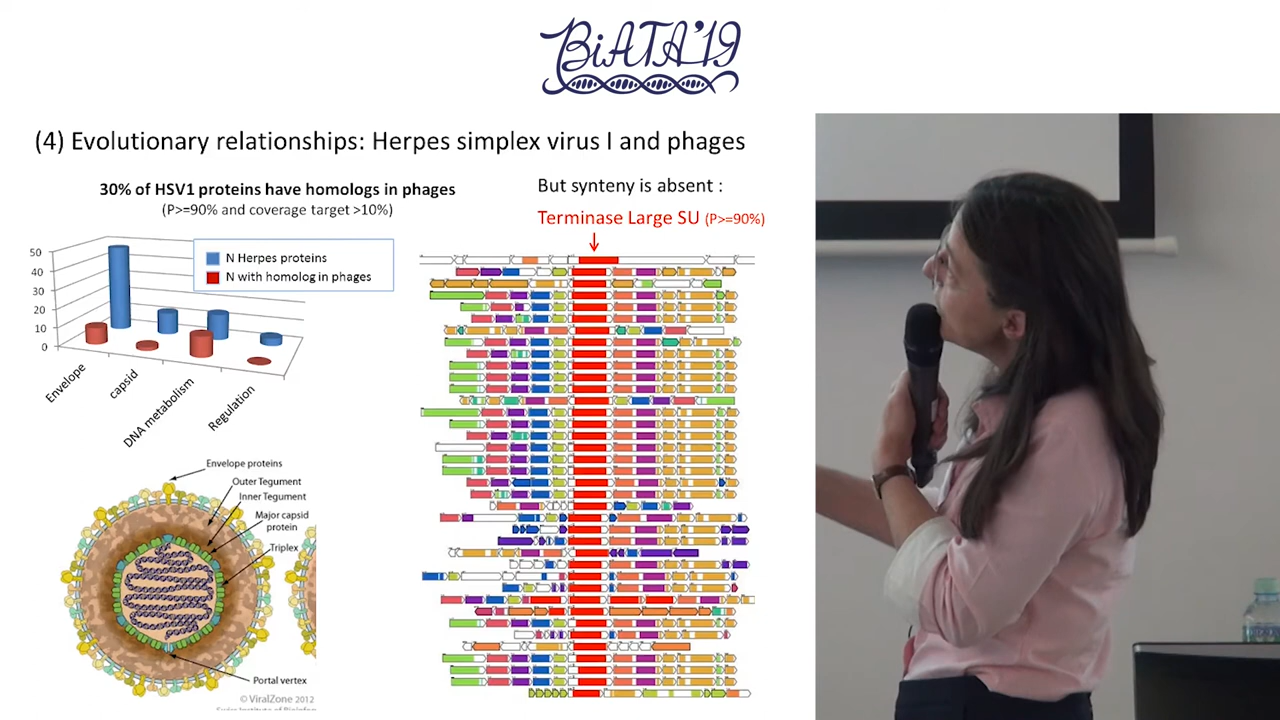 BiATA'19
(4) Evolutionary relationships: Herpes simplex virus I and phages
30% of HSV1 proteins have homologs in phages
(P>=90% and coverage target >10%)
50
40
30
20
10
0
N Herpes proteins
N with homolog in phages
Envelope
capsid
DNA metabolism
Regulation
But synteny is absent :
Terminase Large SU (P>=90%)
Envelope proteins
Outer Tegument
Inner Tegument
Major capsid
protein
Triplex
Portal vertex
© ViralZone 2012